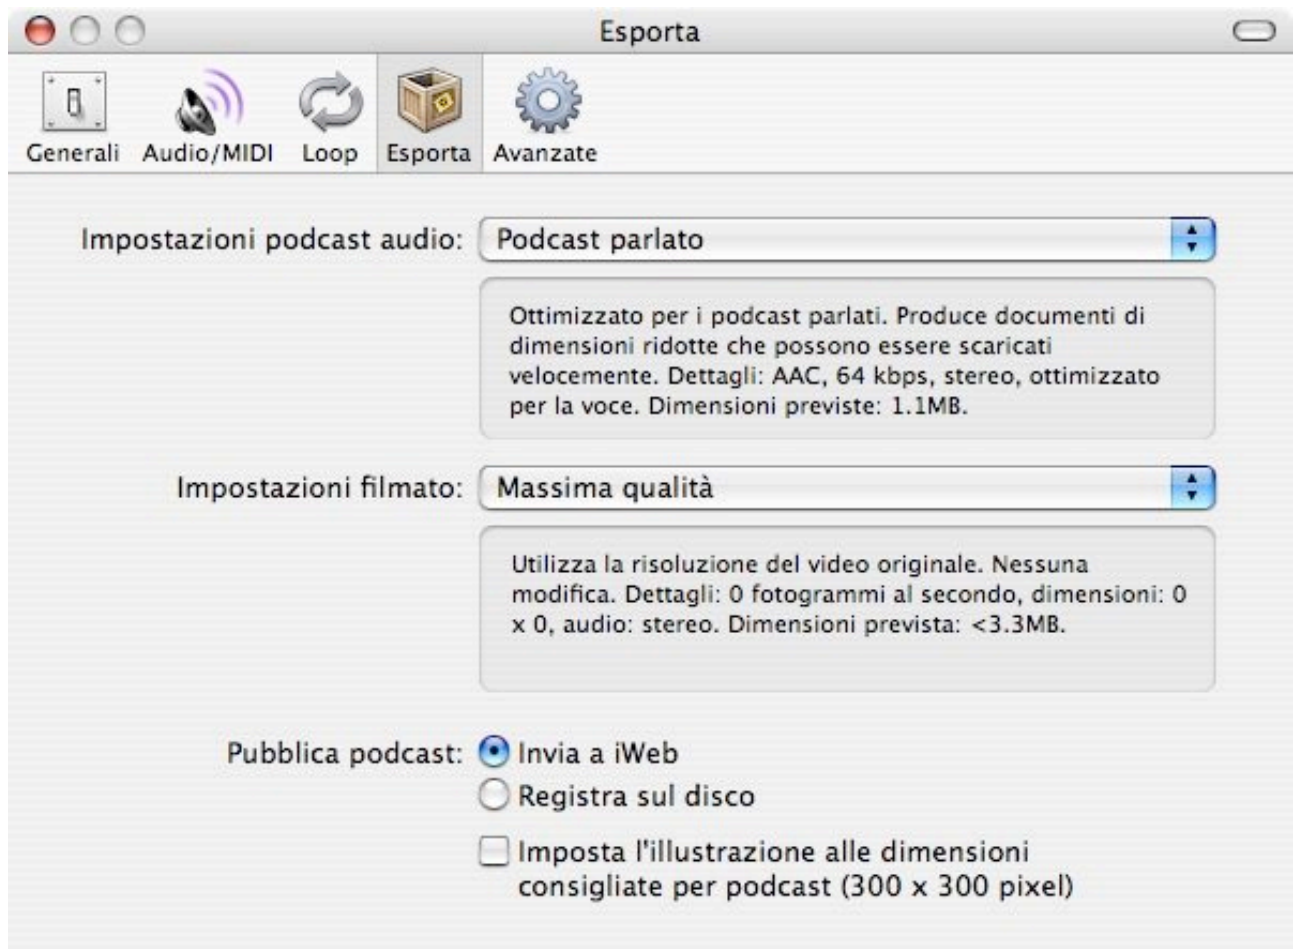 Esporta
Generali Audio/MIDI Loop Esporta Avanzate
Impostazioni podcast audio: Podcast parlato
Ottimizzato per i podcast parlati. Produce documenti di
dimensioni ridotte che possono essere scaricati
velocemente. Dettagli: AAC, 64 kbps, stereo, ottimizzato
per la voce. Dimensioni previste: 1.1MB.
Impostazioni filmato: Massima qualità
Utilizza la risoluzione del video originale. Nessuna
modifica. Dettagli: 0 fotogrammi al secondo, dimensioni: 0
x 0, audio: stereo. Dimensioni prevista: <3.3MB.
Pubblica podcast: Invia a iWeb
Registra sul disco
Imposta l'illustrazione alle dimensioni
consigliate per podcast (300 x 300 pixel)